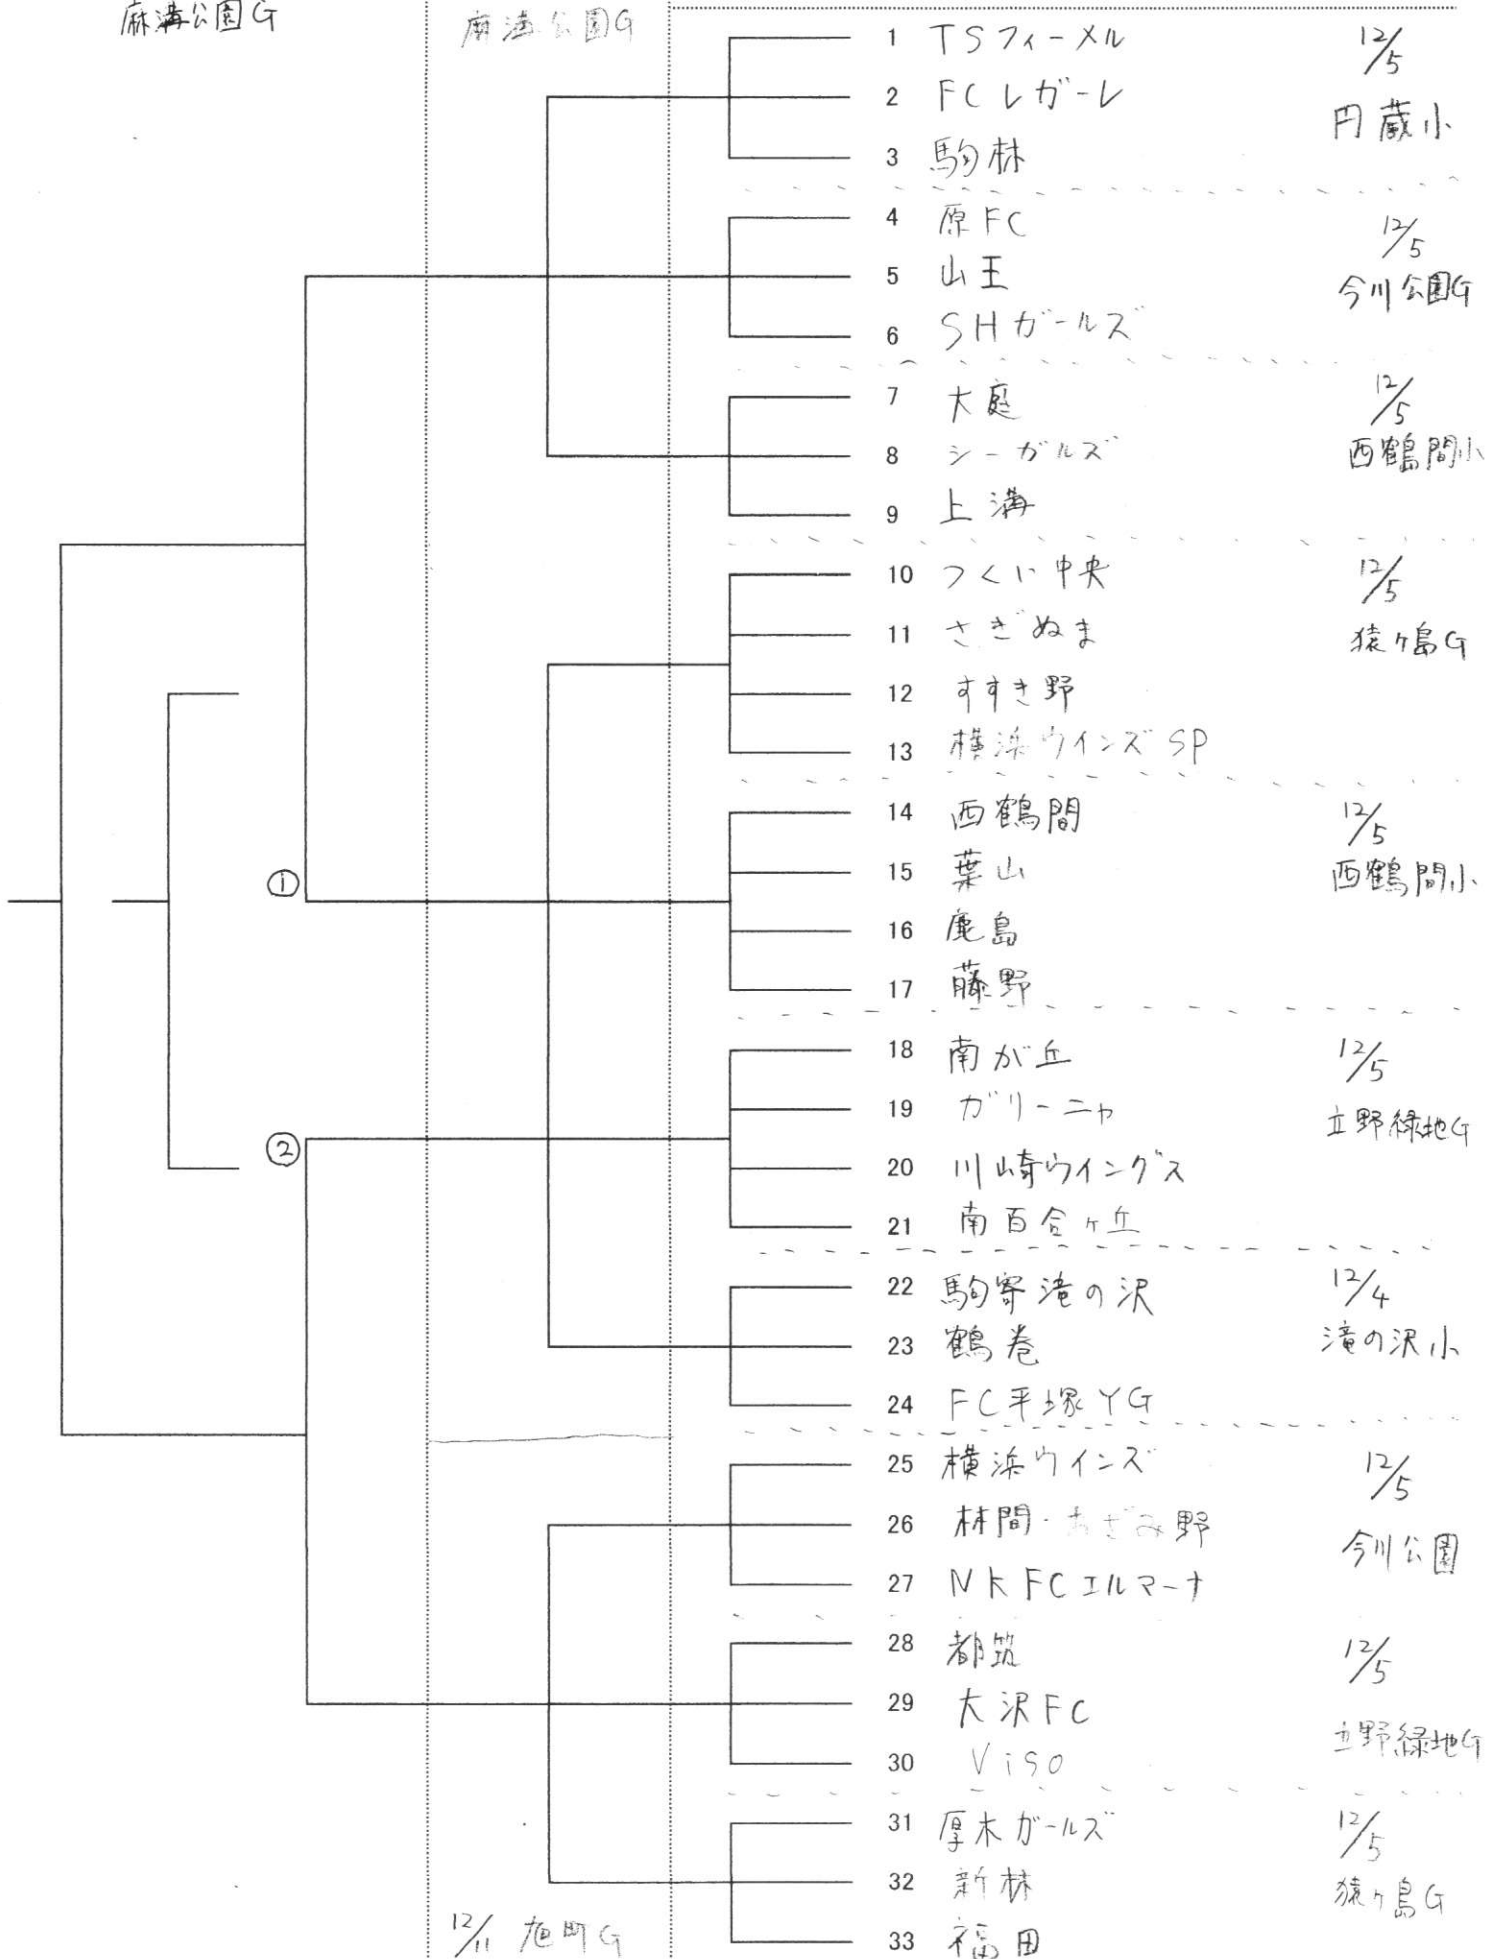 麻溝公園G
麻溝公園G
1 TSフィーメル
12/5
2 FCレガーレ
円蔵小
3 駒林
4 原FC
12/5
5 山王
今川公園G
6 SHガールズ
7 大庭
12/5
8 シーガルズ
西鶴間小
9 上溝
10 つくい中央
12/5
11 さぎぬま
猿ヶ島G
12 すすき野
13 横浜ウインズSP
14 西鶴間
12/5
15 葉山
西鶴間小
①
16 鹿島
17 藤野
18 南が丘
12/5
19 ガリーニャ
立野緑地G
②
20 川崎ウイングス
21 南百合ヶ丘
22 駒寄滝の沢
12/4
23 鶴巻
滝の沢小
24 FC平塚YG
25 横浜ウインズ
12/5
26 林間・あざみ野
今川公園
27 NKFCエルマーナ
28 都筑
12/5
29 大沢FC
立野緑地G
30 Viso
31 厚木ガールズ
12/5
32 新林
猿ヶ島G
12/11 旭町G
33 福田